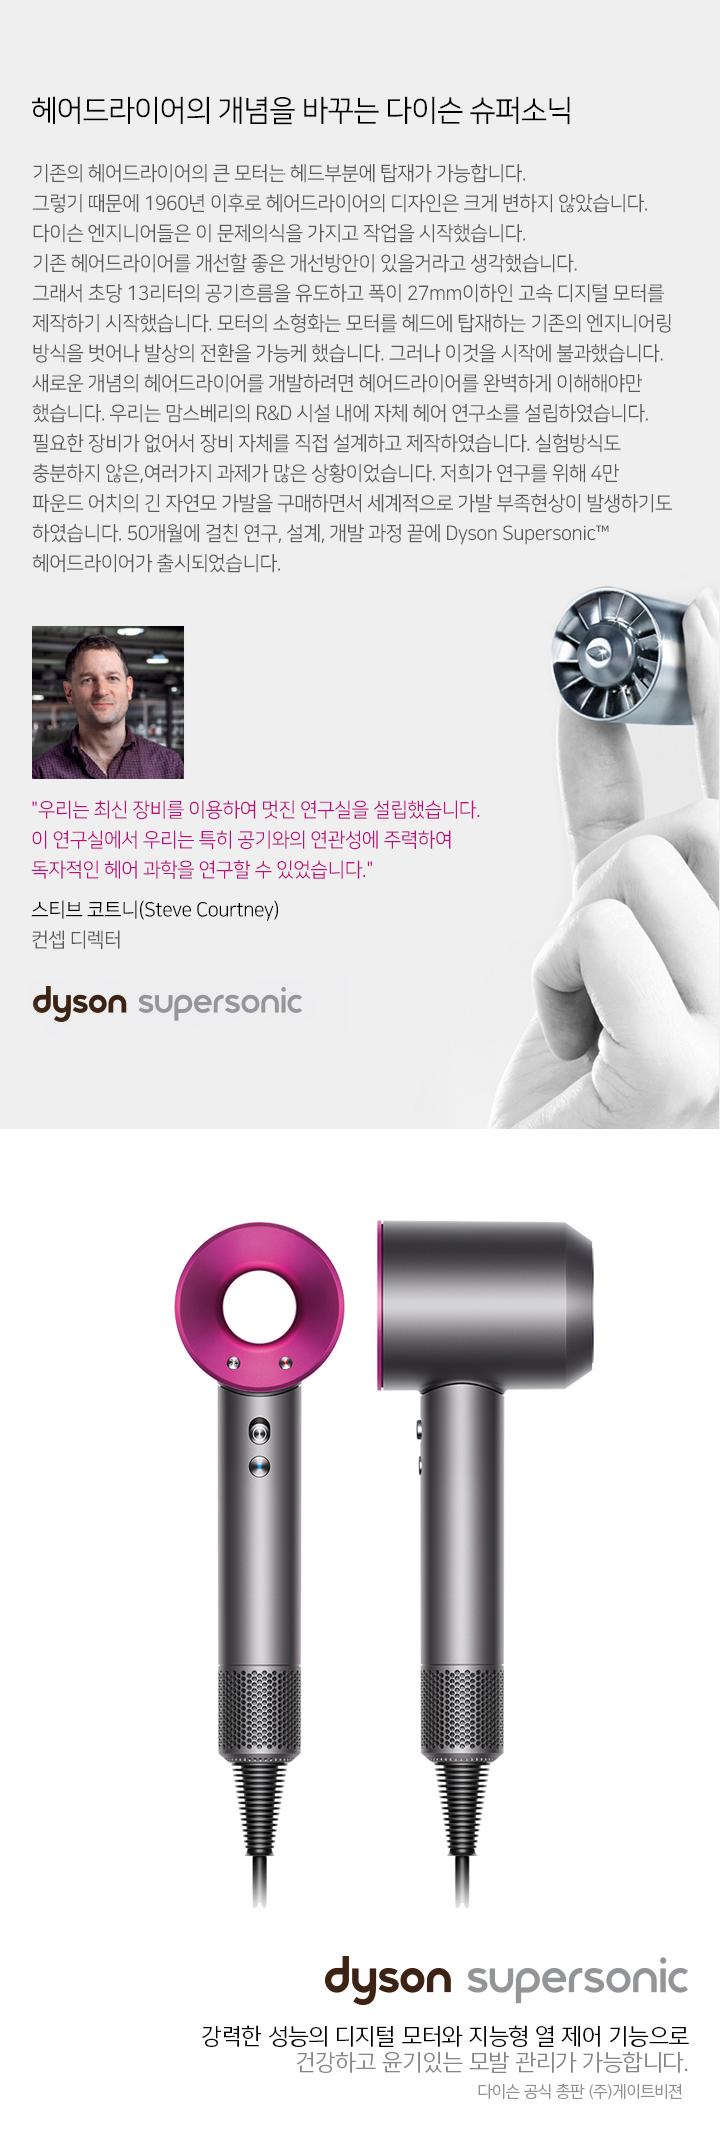 헤어드라이어의 개념을 바꾸는 다이슨 슈퍼소닉
기존의 헤어드라이어의 큰 모터는 헤드부분에 탑재가 가능합니다.
그렇기 때문에 1960년 이후로 헤어드라이어의 디자인은 크게 변하지 않았습니다.
다이슨 엔지니어들은 이 문제의식을 가지고 작업을 시작했습니다.
기존 헤어드라이어를 개선할 좋은 개선방안이 있을거라고 생각했습니다.
그래서 초당 13리터의 공기흐름을 유도하고 폭이 27mm이하인 고속 디지털 모터를
제작하기 시작했습니다. 모터의 소형화는 모터를 헤드에 탑재하는 기존의 엔지니어링
방식을 벗어나 발상의 전환을 가능케 했습니다. 그러나 이것을 시작에 불과했습니다.
새로운 개념의 헤어드라이어를 개발하려면 헤어드라이어를 완벽하게 이해해야만
했습니다. 우리는 맘스베리의 R&D 시설 내에 자체 헤어 연구소를 설립하였습니다.
필요한 장비가 없어서 장비 자체를 직접 설계하고 제작하였습니다. 실험방식도
충분하지 않은,여러가지 과제가 많은 상황이었습니다. 저희가 연구를 위해 4만
파운드 어치의 긴 자연모 가발을 구매하면서 세계적으로 가발 부족현상이 발생하기도
하였습니다. 50개월에 걸친 연구, 설계, 개발 과정 끝에 Dyson Supersonic™
헤어드라이어가 출시되었습니다.
"우리는 최신 장비를 이용하여 멋진 연구실을 설립했습니다.
이 연구실에서 우리는 특히 공기와의 연관성에 주력하여
독자적인 헤어 과학을 연구할 수 있었습니다."
스티브 코트니(Steve Courtney)
컨셉 디렉터
dyson supersonic
dyson supersonic
강력한 성능의 디지털 모터와 지능형 열 제어 기능으로
건강하고 윤기있는 모발 관리가 가능합니다.
다이슨 공식 총판 (주)게이트비젼